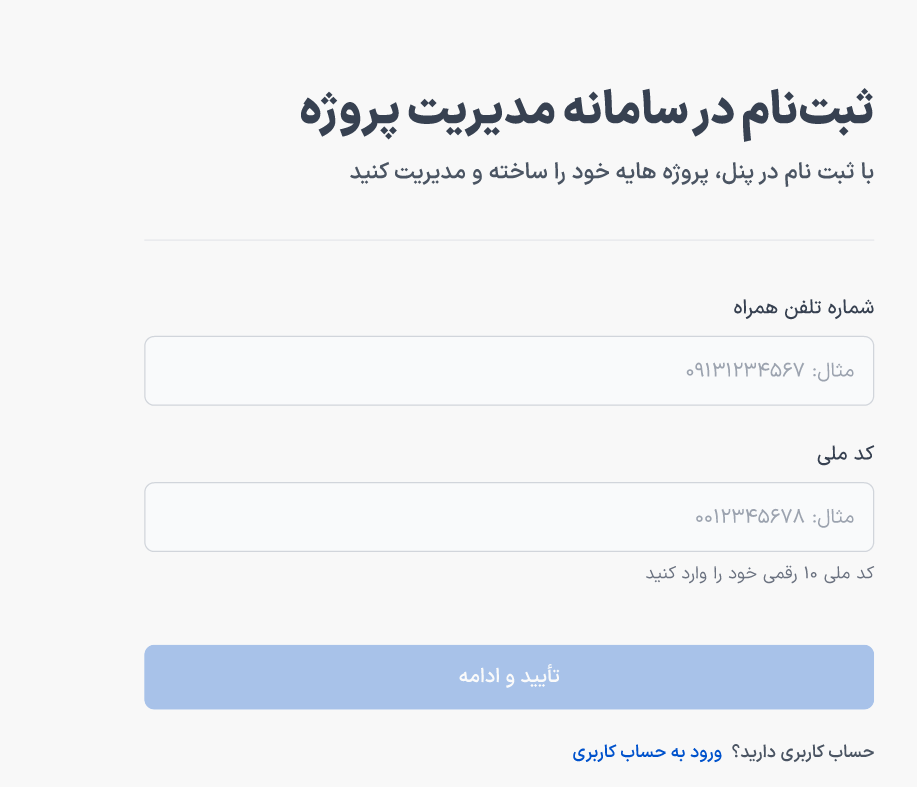 ثبت‌نام در سامانه مدیریت پروژه
با ثبت نام در پنل، پروژه هایه خود را ساخته و مدیریت کنید
شماره تلفن همراه
مثال: ۰۹۱۳۱۲۳۴۵۶۷
کد ملی
مثال: ۰۰۱۲۳۴۵۶۷۸
کد ملی ۱۰ رقمی خود را وارد کنید
تأیید و ادامه
حساب کاربری دارید؟ ورود به حساب کاربری